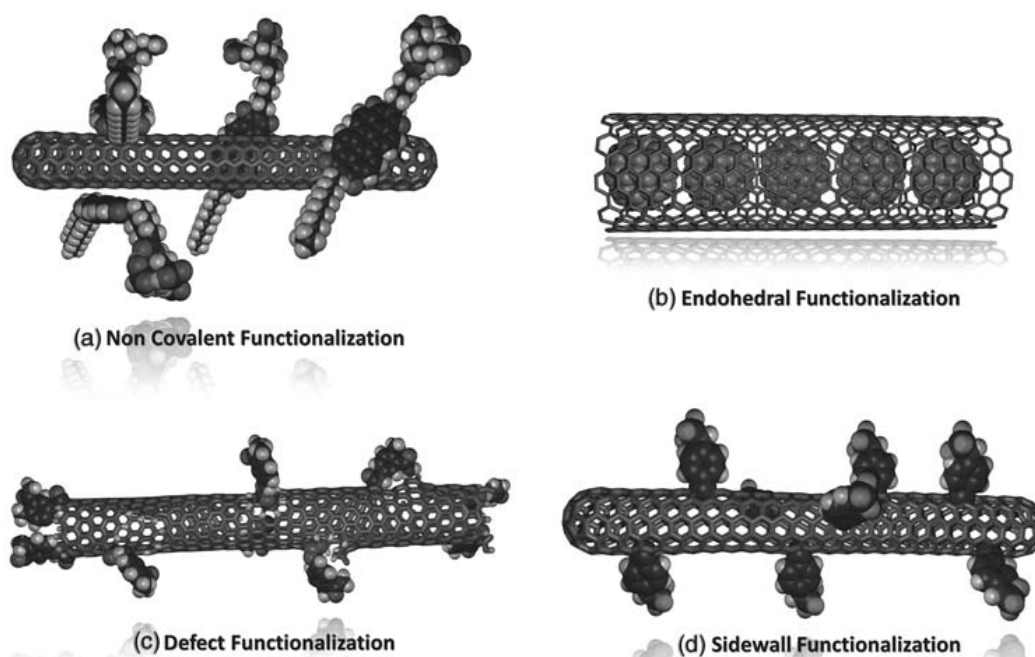 (a) Non Covalent Functionalization
(b) Endohedral Functionalization
(c) Defect Functionalization
(d) Sidewall Functionalization